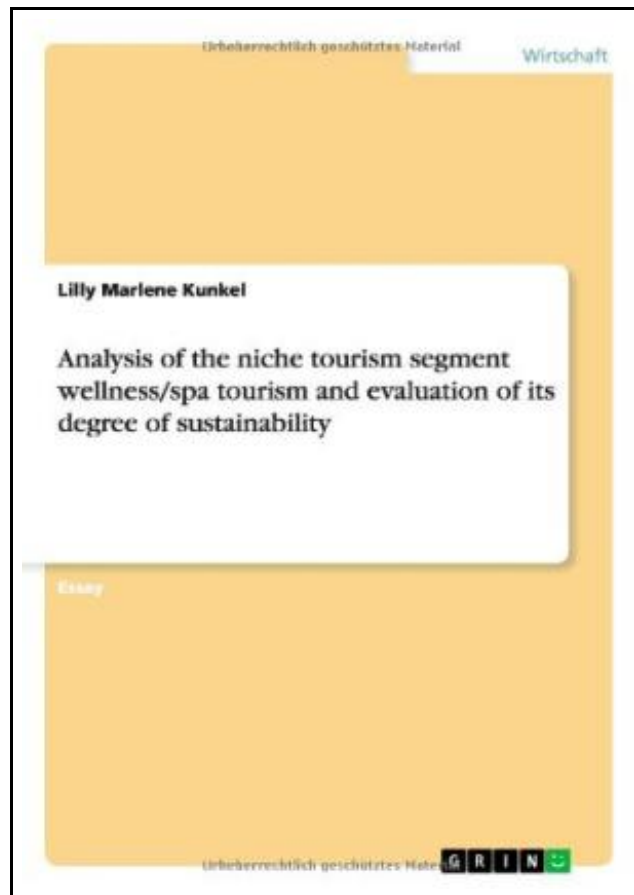 Urheberrechtlich geschütztes Material
Wirtschaft
Lilly Marlene Kunkel
Analysis of the niche tourism segment
wellness/spa tourism and evaluation of its
degree of sustainability
Essay
Urheberrechtlich geschütztes
GRIN